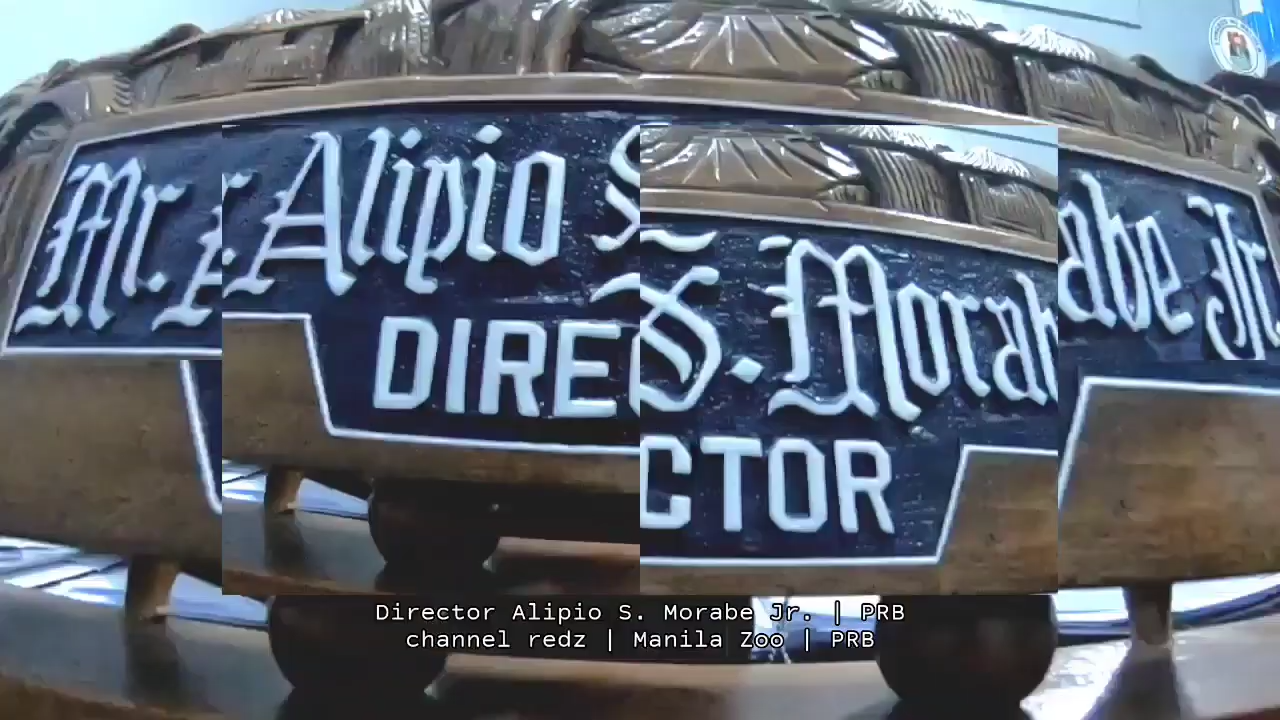 Mr. Alipio S. Morabe Jr.
DIRECTOR
Director Alipio S. Morabe Jr. | PRB
channel redz | Manila Zoo | PRB